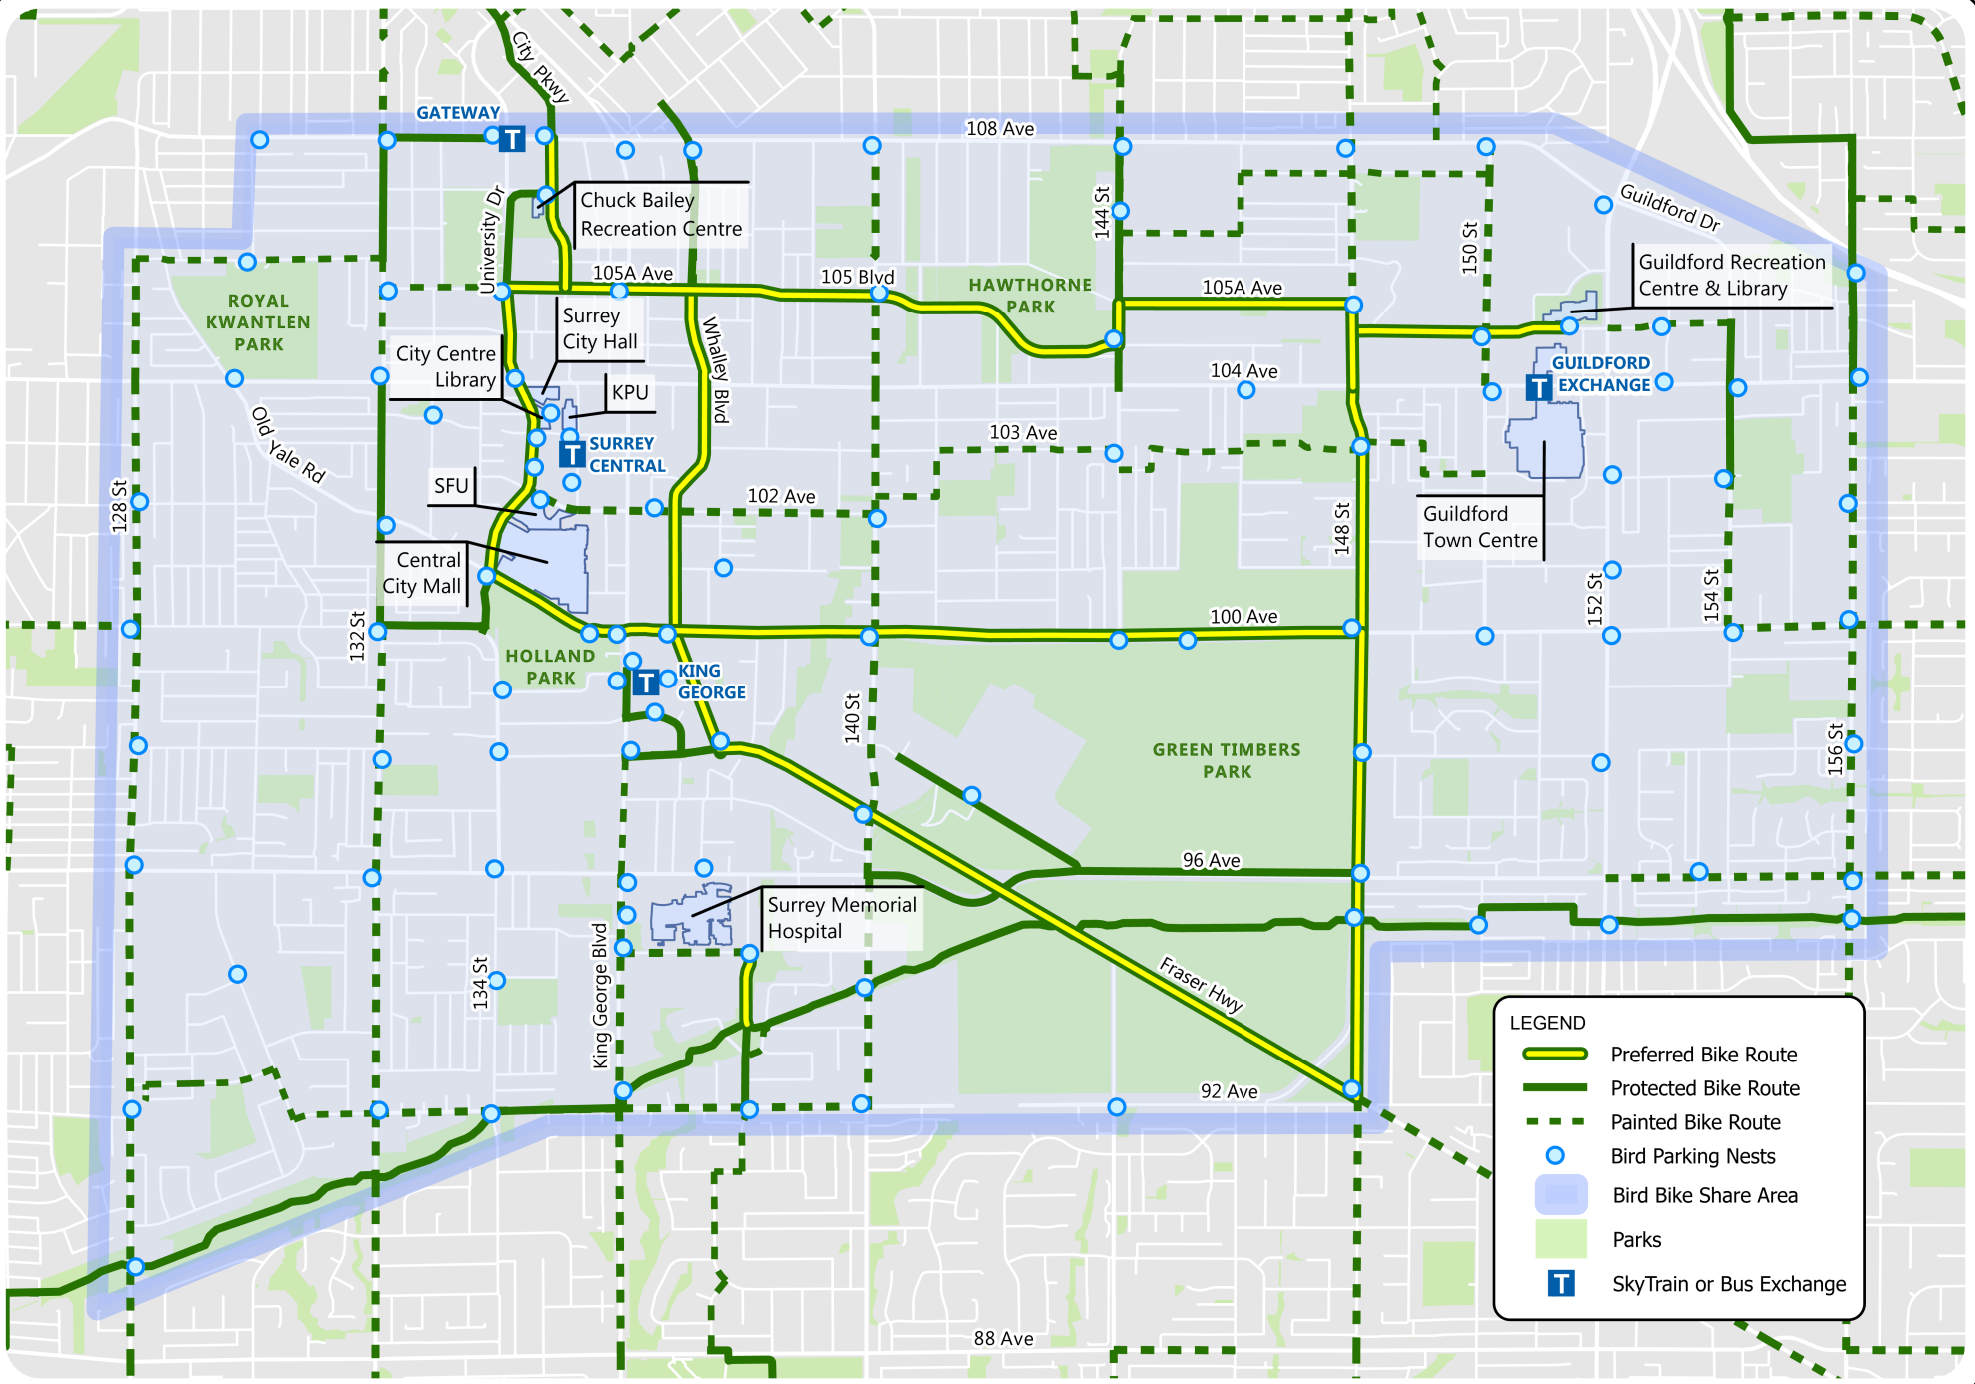 City Pkwy
GATEWAY
T
108 Ave
Chuck Bailey
Recreation Centre
University Dr
144 St
150 St
Guildford Dr
Guildford Recreation
Centre & Library
105A Ave
105 Blvd
HAWTHORNE
PARK
105A Ave
ROYAL
KWANTLEN
PARK
Surrey
City Hall
Whalley Blvd
City Centre
Library
KPU
104 Ave
GUILDFORD
EXCHANGE
T
Old Yale Rd
SURREY
CENTRAL
T
103 Ave
SFU
102 Ave
128 St
148 St
Guildford
Town Centre
Central
City Mall
152 St
154 St
132 St
100 Ave
HOLLAND
PARK
KING
GEORGE
T
140 St
GREEN TIMBERS
PARK
156 St
96 Ave
Surrey Memorial
Hospital
134 St
King George Blvd
Fraser Hwy
92 Ave
88 Ave
LEGEND
Preferred Bike Route
Protected Bike Route
Painted Bike Route
Bird Parking Nests
Bird Bike Share Area
Parks
T SkyTrain or Bus Exchange